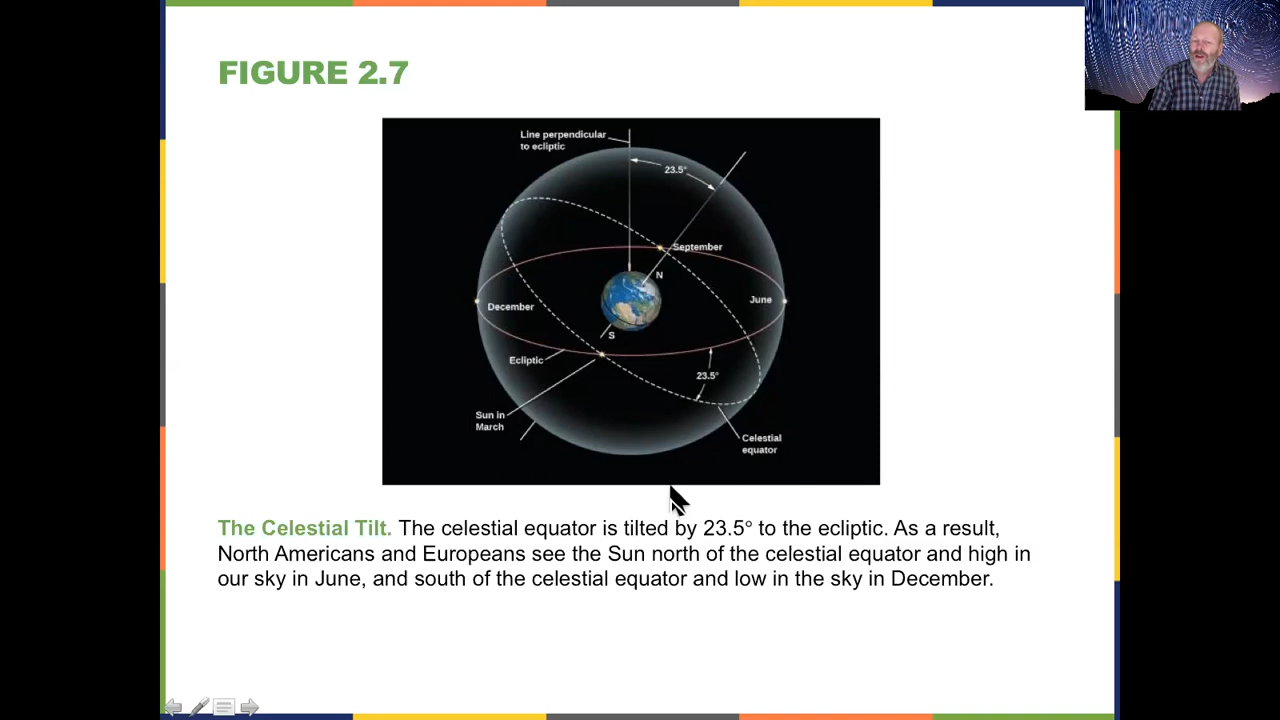 FIGURE 2.7
Line perpendicular
to ecliptic
23.5°
September
N
December
June
S
Ecliptic
23.5°
Sun in
March
Celestial
equator
The Celestial Tilt. The celestial equator is tilted by 23.5° to the ecliptic. As a result,
North Americans and Europeans see the Sun north of the celestial equator and high in
our sky in June, and south of the celestial equator and low in the sky in December.